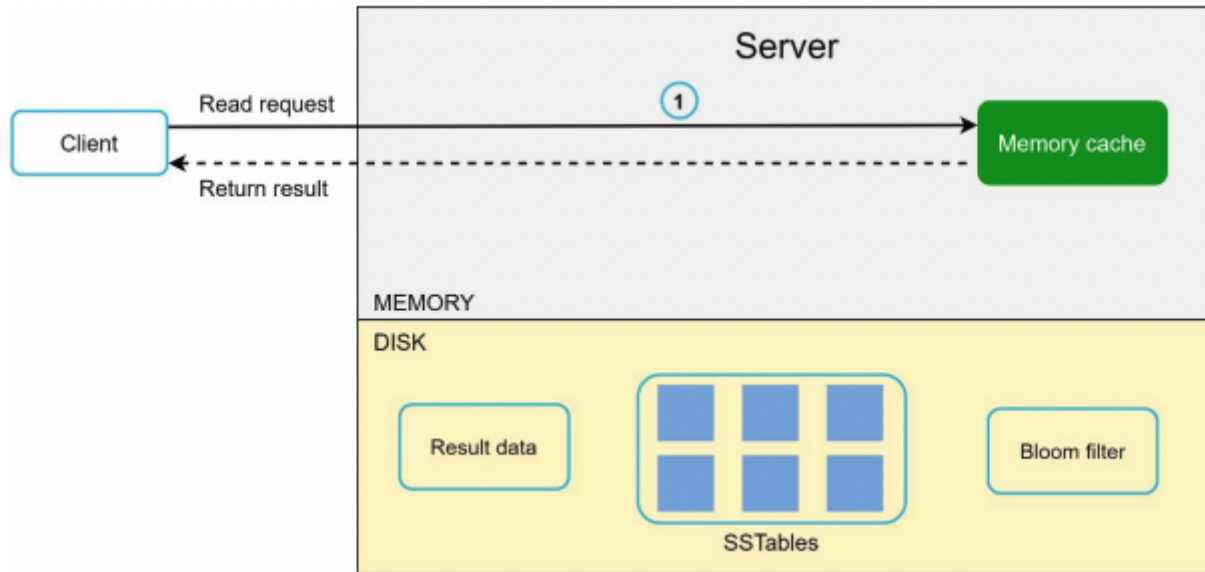 Server
Read request
1
Client
Memory cache
Return result
MEMORY
DISK
Result data
Bloom filter
SSTables